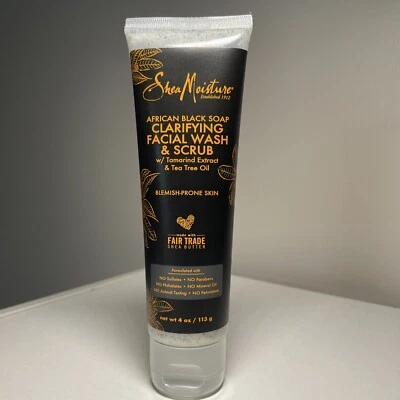 SheaMoisture
Established 1912
AFRICAN BLACK SOAP
CLARIFYING
FACIAL WASH
& SCRUB
w/ Tamarind Extract
& Tea Tree Oil
BLEMISH-PRONE SKIN
made with
FAIR TRADE
SHEA BUTTER
Formulated with
NO Sulfates • NO Parabens
NO Phthalates • NO Mineral Oil
NO Animal Testing • NO Petrolatum
net wt 4 oz / 113 g